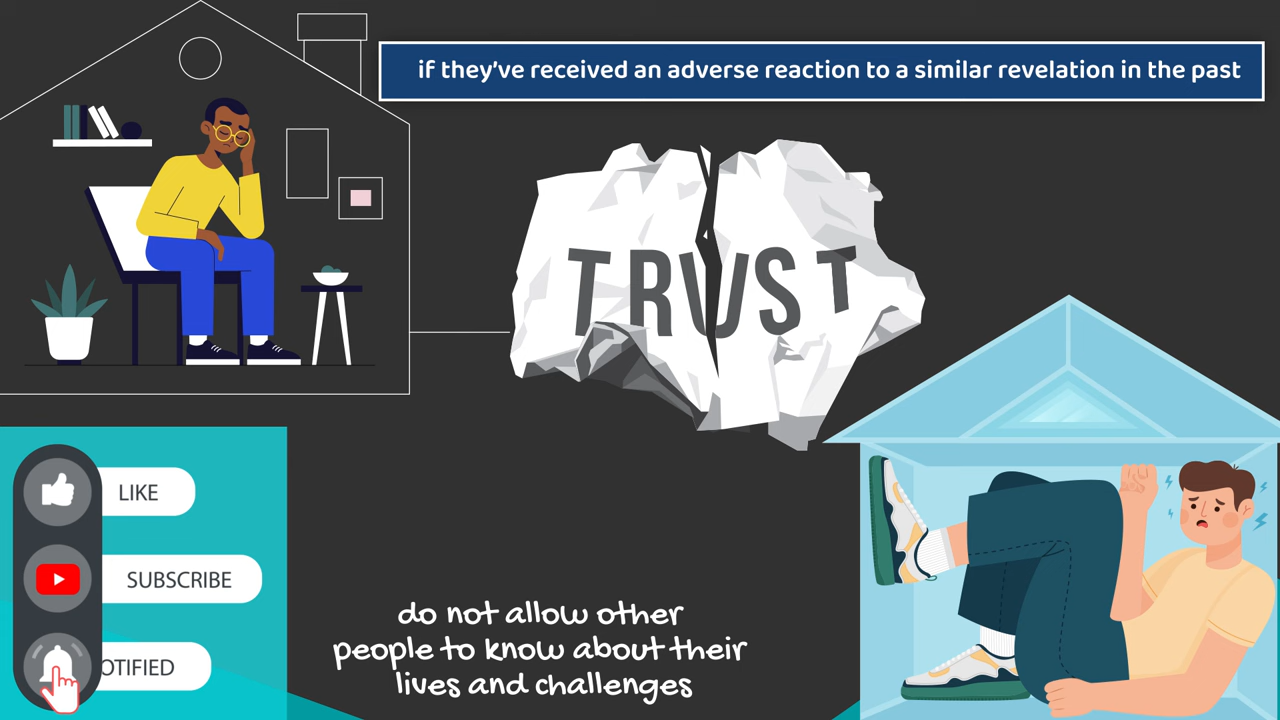 if they've received an adverse reaction to a similar revelation in the past
TRUST
LIKE
SUBSCRIBE
OTIFIED
do not allow other
people to know about their
lives and challenges